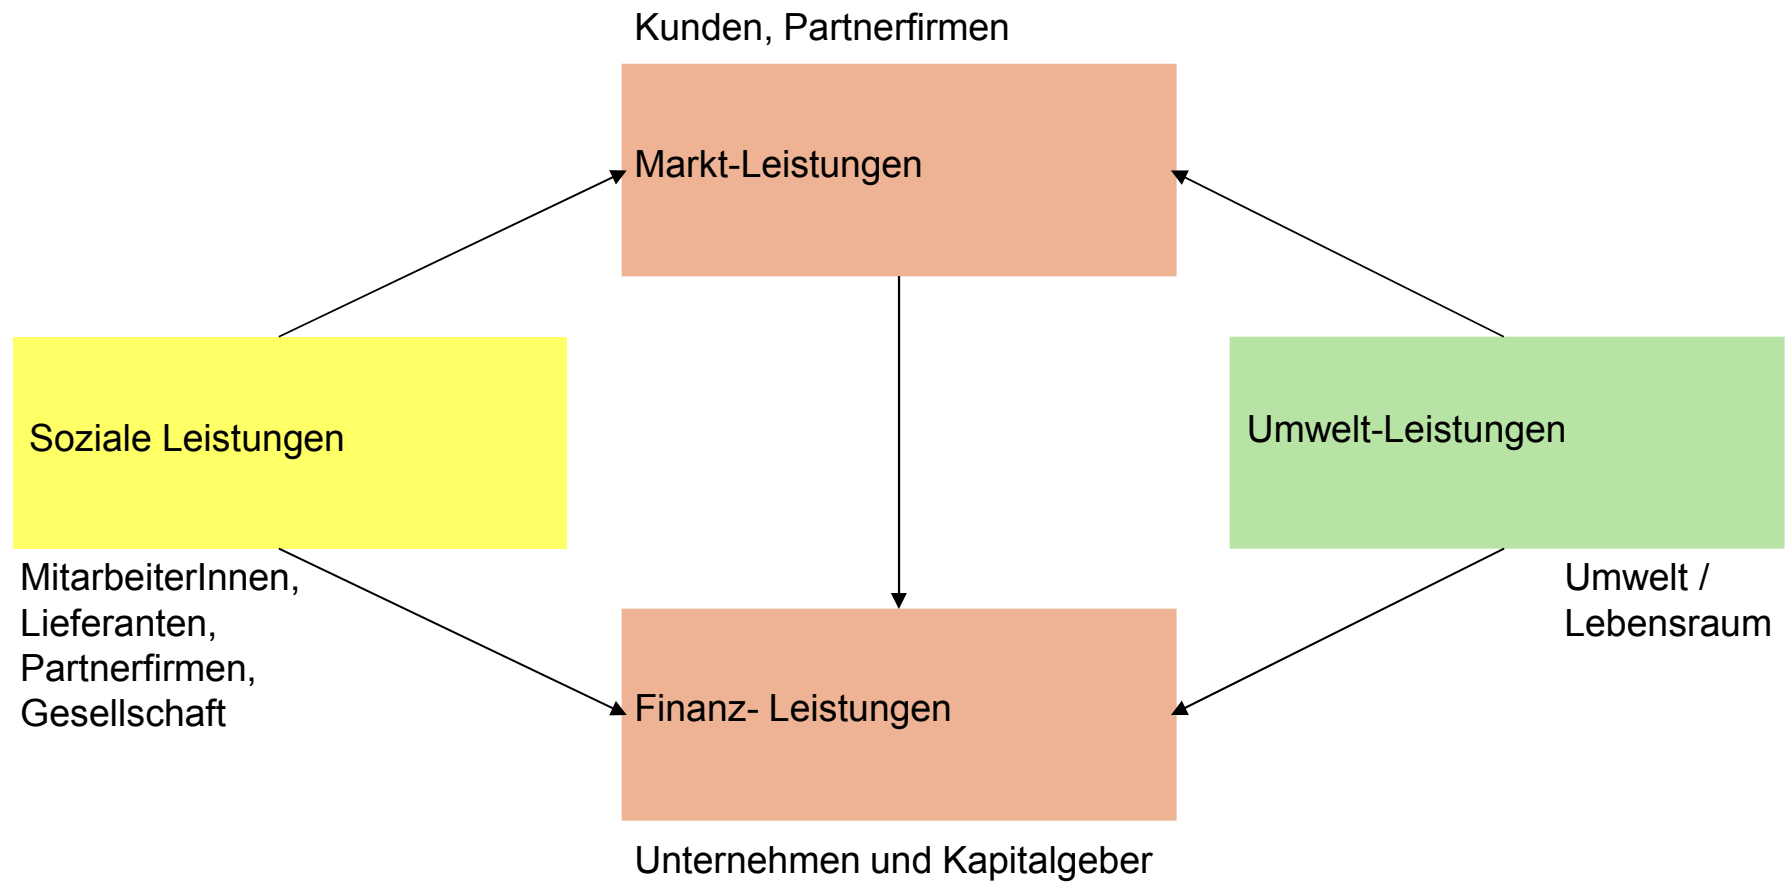 Kunden, Partnerfirmen
Markt-Leistungen
Soziale Leistungen
Umwelt-Leistungen
MitarbeiterInnen,
Lieferanten,
Partnerfirmen,
Gesellschaft
Umwelt /
Lebensraum
Finanz- Leistungen
Unternehmen und Kapitalgeber